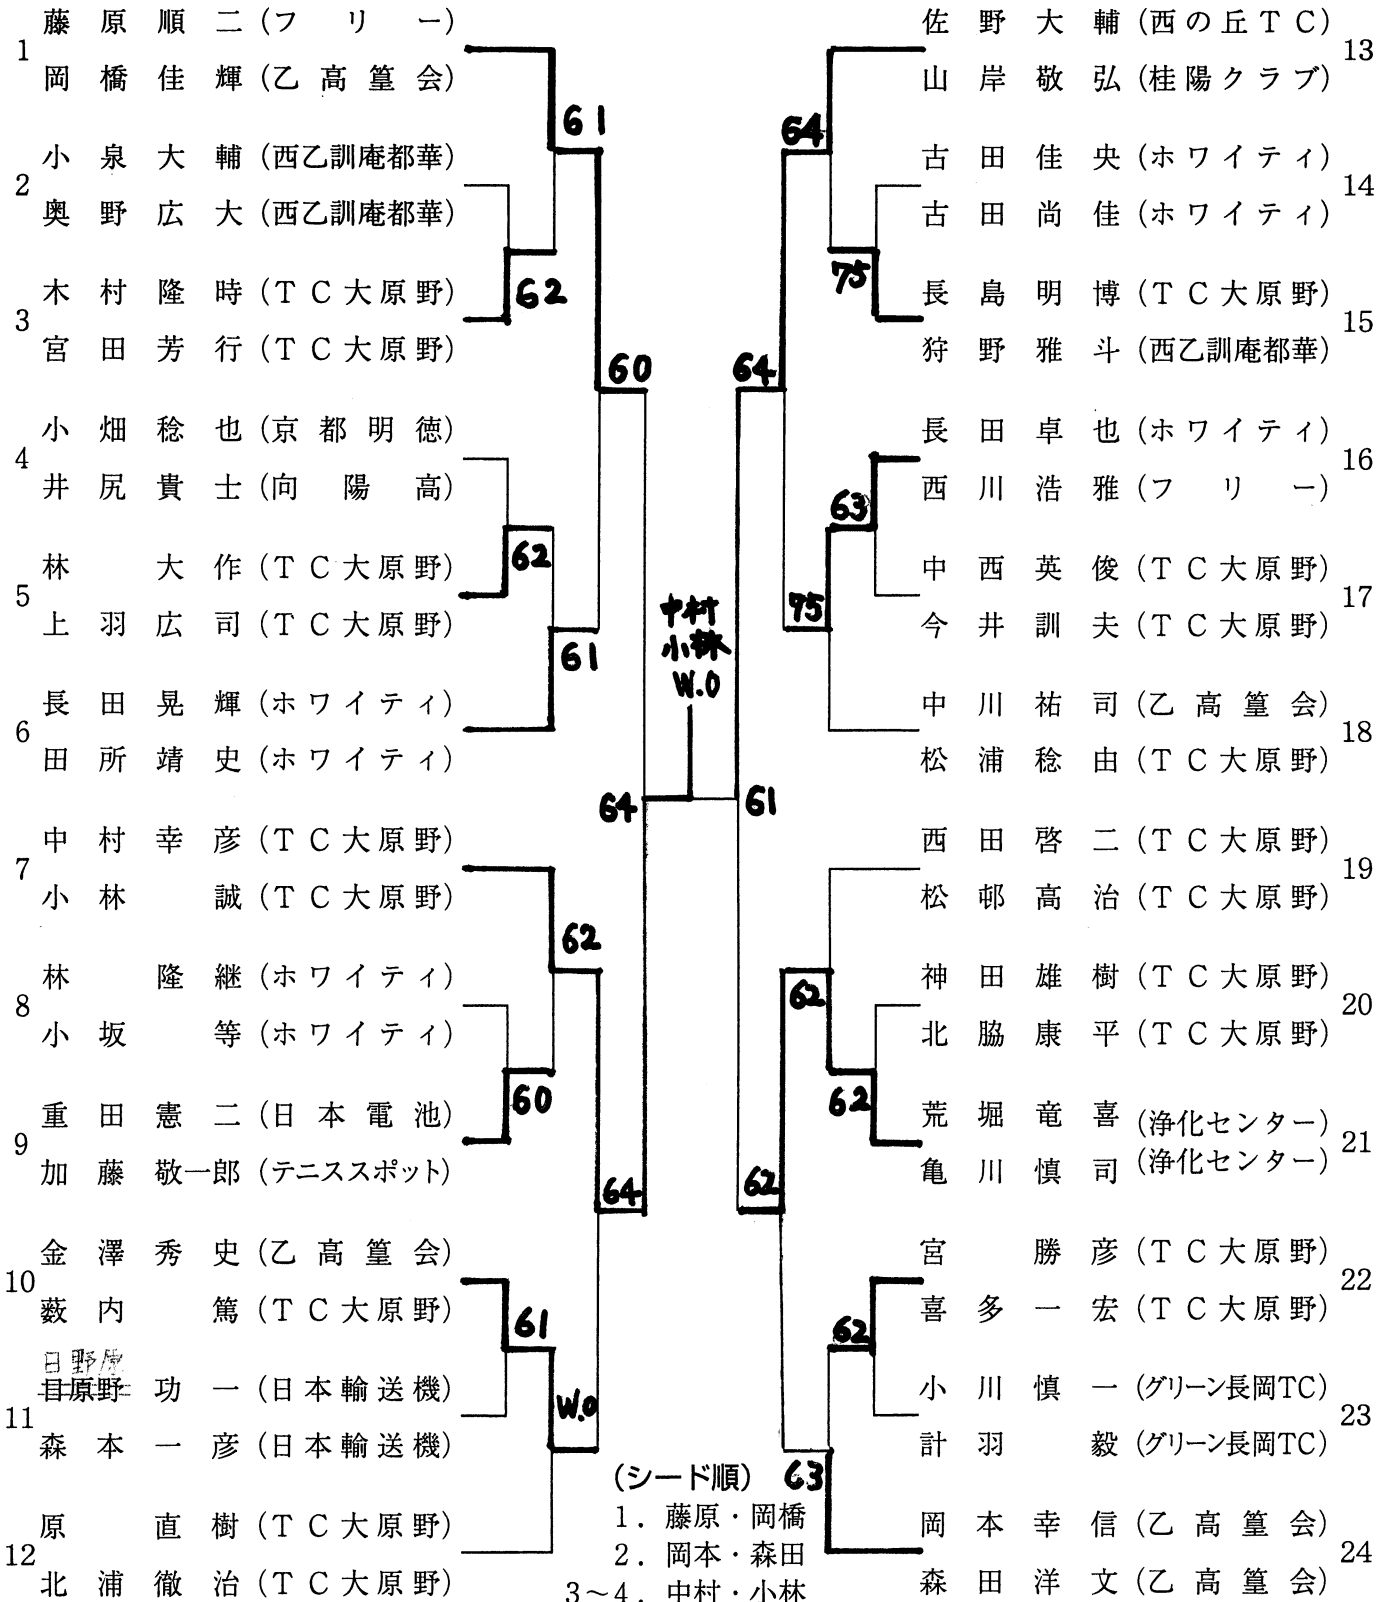 1
藤原順二(フリー)
岡橋佳輝(乙高篁会)
2
小泉大輔(西乙訓庵都華)
奥野広大(西乙訓庵都華)
3
木村隆時(TC大原野)
宮田芳行(TC大原野)
4
小畑稔也(京都明徳)
井尻貴士(向陽高)
5
林大作(TC大原野)
上羽広司(TC大原野)
6
長田晃輝(ホワイティ)
田所靖史(ホワイティ)
7
中村幸彦(TC大原野)
小林誠(TC大原野)
8
林隆継(ホワイティ)
小坂等(ホワイティ)
9
重田憲二(日本電池)
加藤敬一郎(テニススポット)
10
金澤秀史(乙高篁会)
薮内篤(TC大原野)
11
日野原
目原野功一(日本輸送機)
森本一彦(日本輸送機)
12
原直樹(TC大原野)
北浦徹治(TC大原野)
61
62
60
62
61
64
62
60
64
61
W.O
中村
小林
W.O
64
75
64
63
75
61
62
62
62
62
63
(シード順)
1. 藤原・岡橋
2. 岡本・森田
3～4. 中村・小林
佐野大輔(西の丘TC)
山岸敬弘(桂陽クラブ)
13
古田佳央(ホワイティ)
古田尚佳(ホワイティ)
14
長島明博(TC大原野)
狩野雅斗(西乙訓庵都華)
15
長田卓也(ホワイティ)
西川浩雅(フリー)
16
中西英俊(TC大原野)
今井訓夫(TC大原野)
17
中川祐司(乙高篁会)
松浦稔由(TC大原野)
18
西田啓二(TC大原野)
松邨高治(TC大原野)
19
神田雄樹(TC大原野)
北脇康平(TC大原野)
20
荒堀竜喜(浄化センター)
亀川慎司(浄化センター)
21
宮勝彦(TC大原野)
喜多一宏(TC大原野)
22
小川慎一(グリーン長岡TC)
計羽毅(グリーン長岡TC)
23
岡本幸信(乙高篁会)
森田洋文(乙高篁会)
24